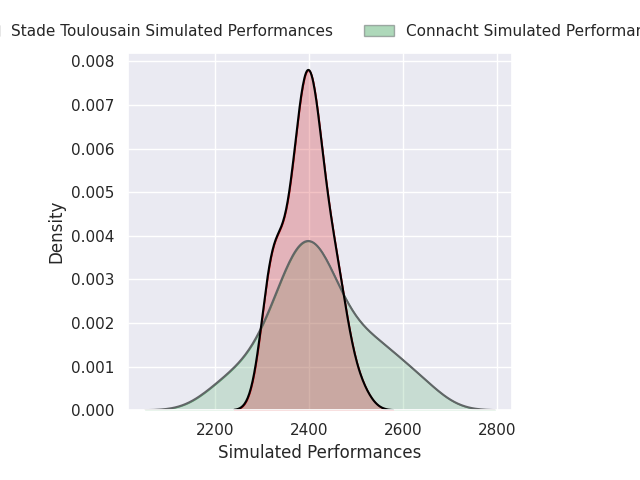 Stade Toulousain Simulated Performances
Connacht Simulated
0.008
0.007
0.006
0.005
0.004
0.003
0.002
0.001
0.000
Density
2200 2400 2600 2800
Simulated Performances